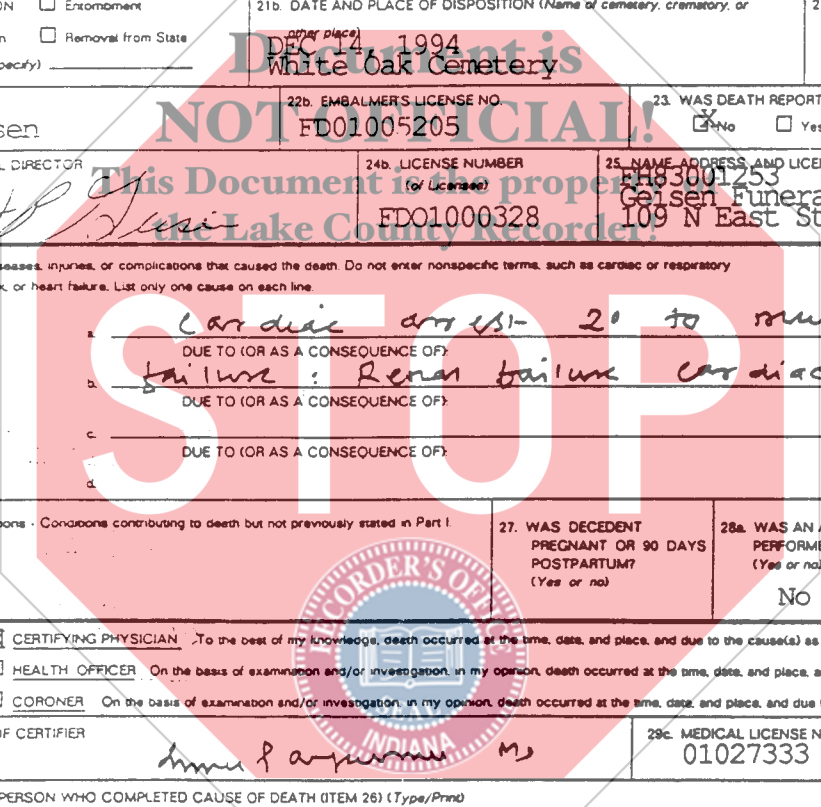 ON ☐ Entombment
21b. DATE AND PLACE OF DISPOSITION (Name of cemetery, crematory, or
other place)
☐ Removal from State
DEC 14, 1994
White Oak Cemetery
Document is
NOT OFFICIAL!
This Document is the property
the Lake County Recorder!
22b. EMBALMER'S LICENSE NO.
FD01005205
23. WAS DEATH REPORT
☒ No ☐ Yes
sen
L DIRECTOR
24b. LICENSE NUMBER
(of Licensee)
FDO1000328
25. NAME, ADDRESS, AND LICEN
FH83001253
Geisen Funera
109 N East St
seases, injuries, or complications that caused the death. Do not enter nonspecific terms, such as cardiac or respiratory
k, or heart failure. List only one cause on each line.
STOP
a. Cardiac arrest 2° to
DUE TO (OR AS A CONSEQUENCE OF):
b. failure : Renal failure cardiac
DUE TO (OR AS A CONSEQUENCE OF):
c.
DUE TO (OR AS A CONSEQUENCE OF):
d.
ons - Conditions contributing to death but not previously stated in Part I.
27. WAS DECEDENT
PREGNANT OR 90 DAYS
POSTPARTUM?
(Yes or no)
28a. WAS AN A
PERFORME
(Yes or no)
No
RECORDER'S OFFICE
SEAL
INDIANA
CERTIFYING PHYSICIAN To the best of my knowledge, death occurred at the time, date, and place, and due to the cause(s) as
HEALTH OFFICER On the basis of examination and/or investigation, in my opinion, death occurred at the time, date, and place, a
CORONER On the basis of examination and/or investigation, in my opinion, death occurred at the time, date, and place, and due
OF CERTIFIER
MD
29c. MEDICAL LICENSE N
01027333
PERSON WHO COMPLETED CAUSE OF DEATH (ITEM 26) (Type/Print)